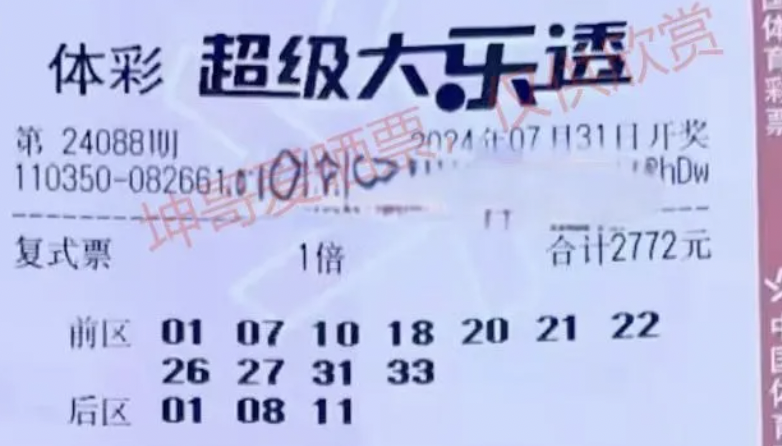 体彩 超级大乐透
第 24088期 2024年07月31日开奖
110350-082661 hDw
复式票 1倍 合计2772元
前区 01 07 10 18 20 21 22
26 27 31 33
后区 01 08 11
坤哥爱晒票 仅供欣赏
国体育彩票
中国体育